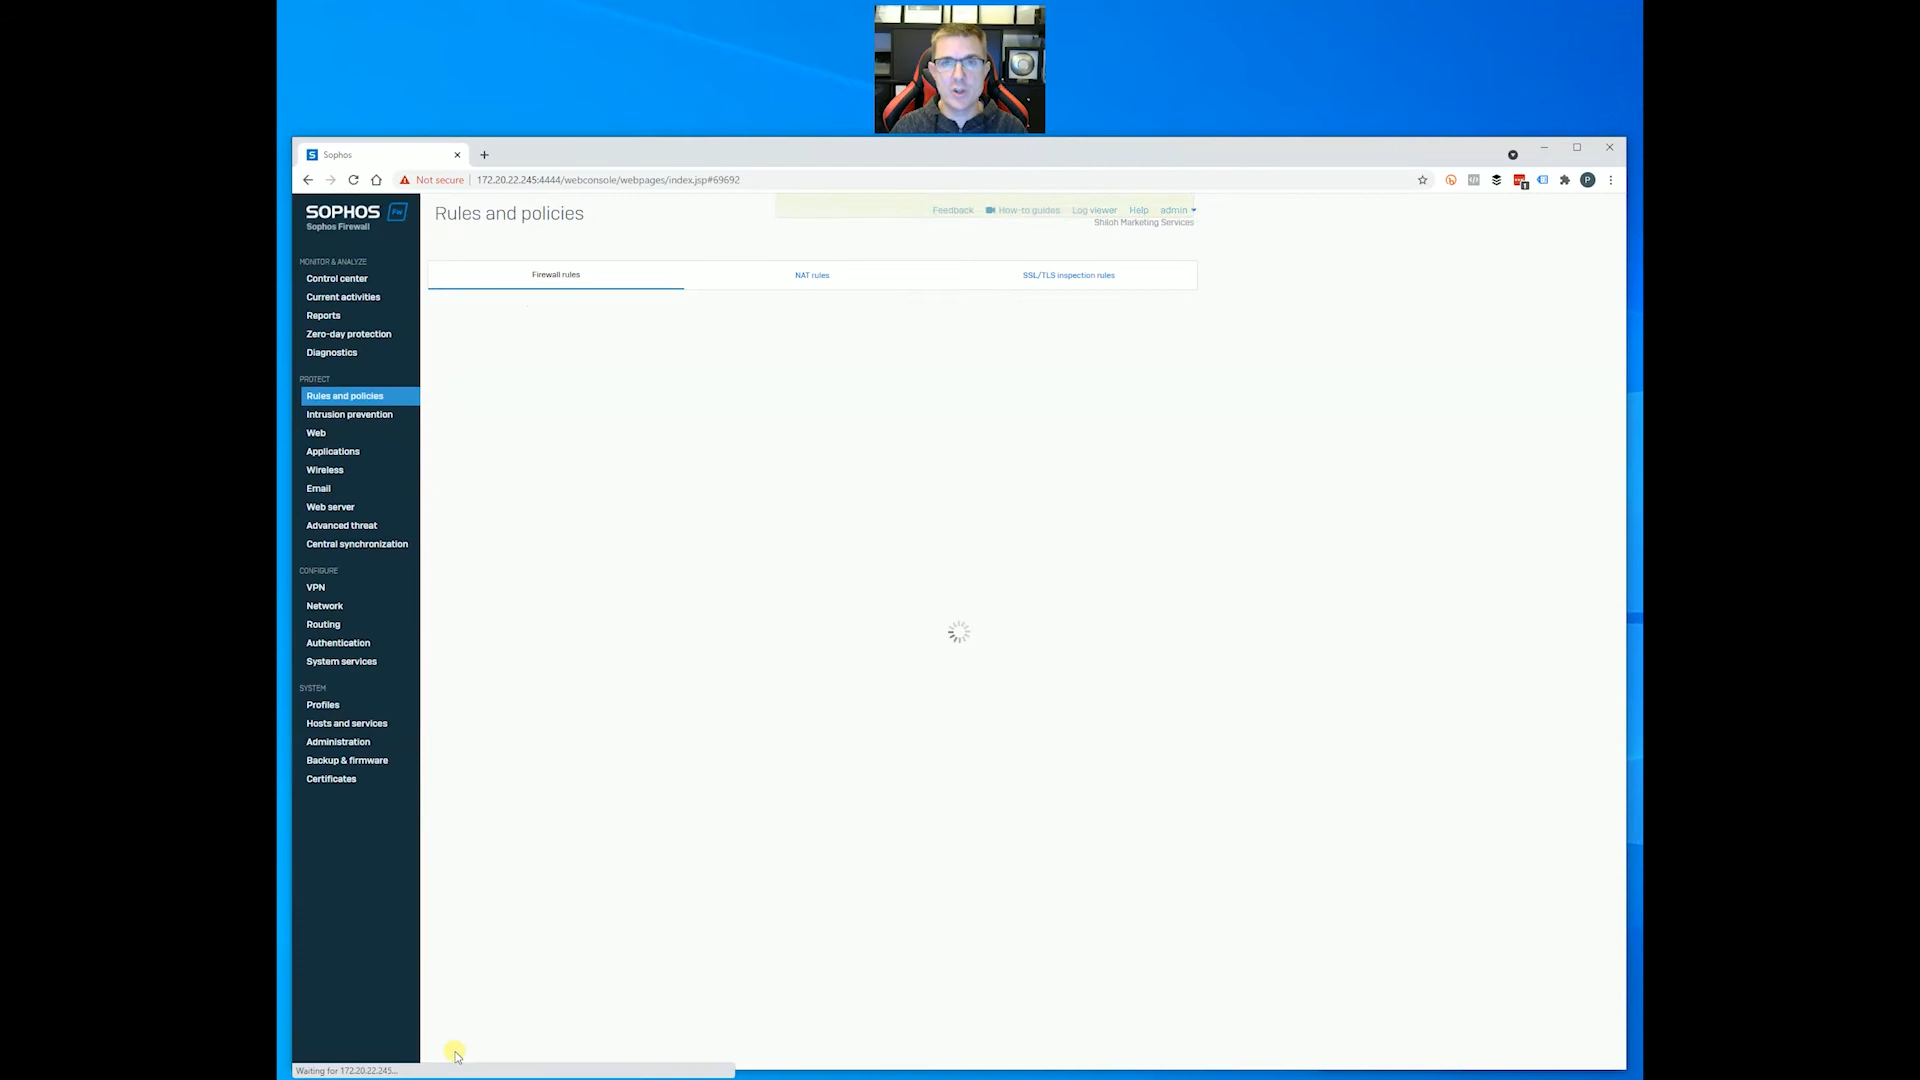 Sophos
Not secure
172.20.22.245:4444/webconsole/webpages/index.jsp#69692
P
SOPHOS Fw
Sophos Firewall
Rules and policies
Feedback
How-to guides
Log viewer
Help
admin
Shiloh Marketing Services
Firewall rules
NAT rules
SSL/TLS inspection rules
MONITOR & ANALYZE
Control center
Current activities
Reports
Zero-day protection
Diagnostics
PROTECT
Rules and policies
Intrusion prevention
Web
Applications
Wireless
Email
Web server
Advanced threat
Central synchronization
CONFIGURE
VPN
Network
Routing
Authentication
System services
SYSTEM
Profiles
Hosts and services
Administration
Backup & firmware
Certificates
Waiting for 172.20.22.245...